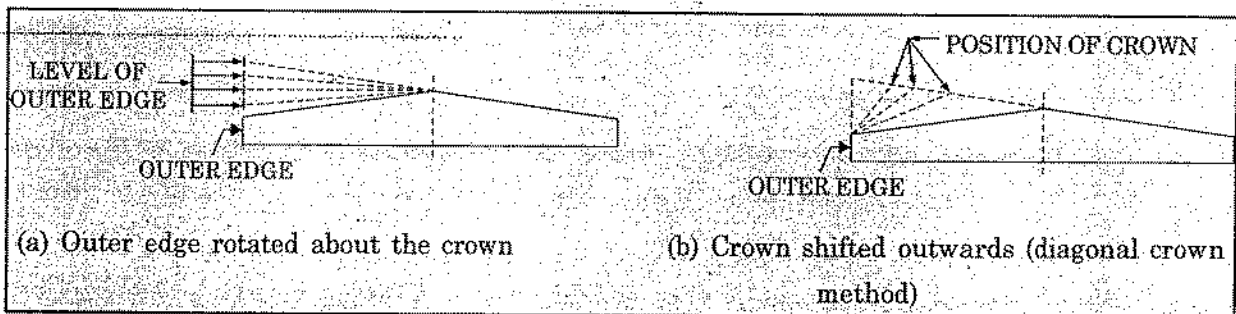 LEVEL OF
OUTER EDGE
OUTER EDGE
(a) Outer edge rotated about the crown
POSITION OF CROWN
OUTER EDGE
(b) Crown shifted outwards (diagonal crown
method)